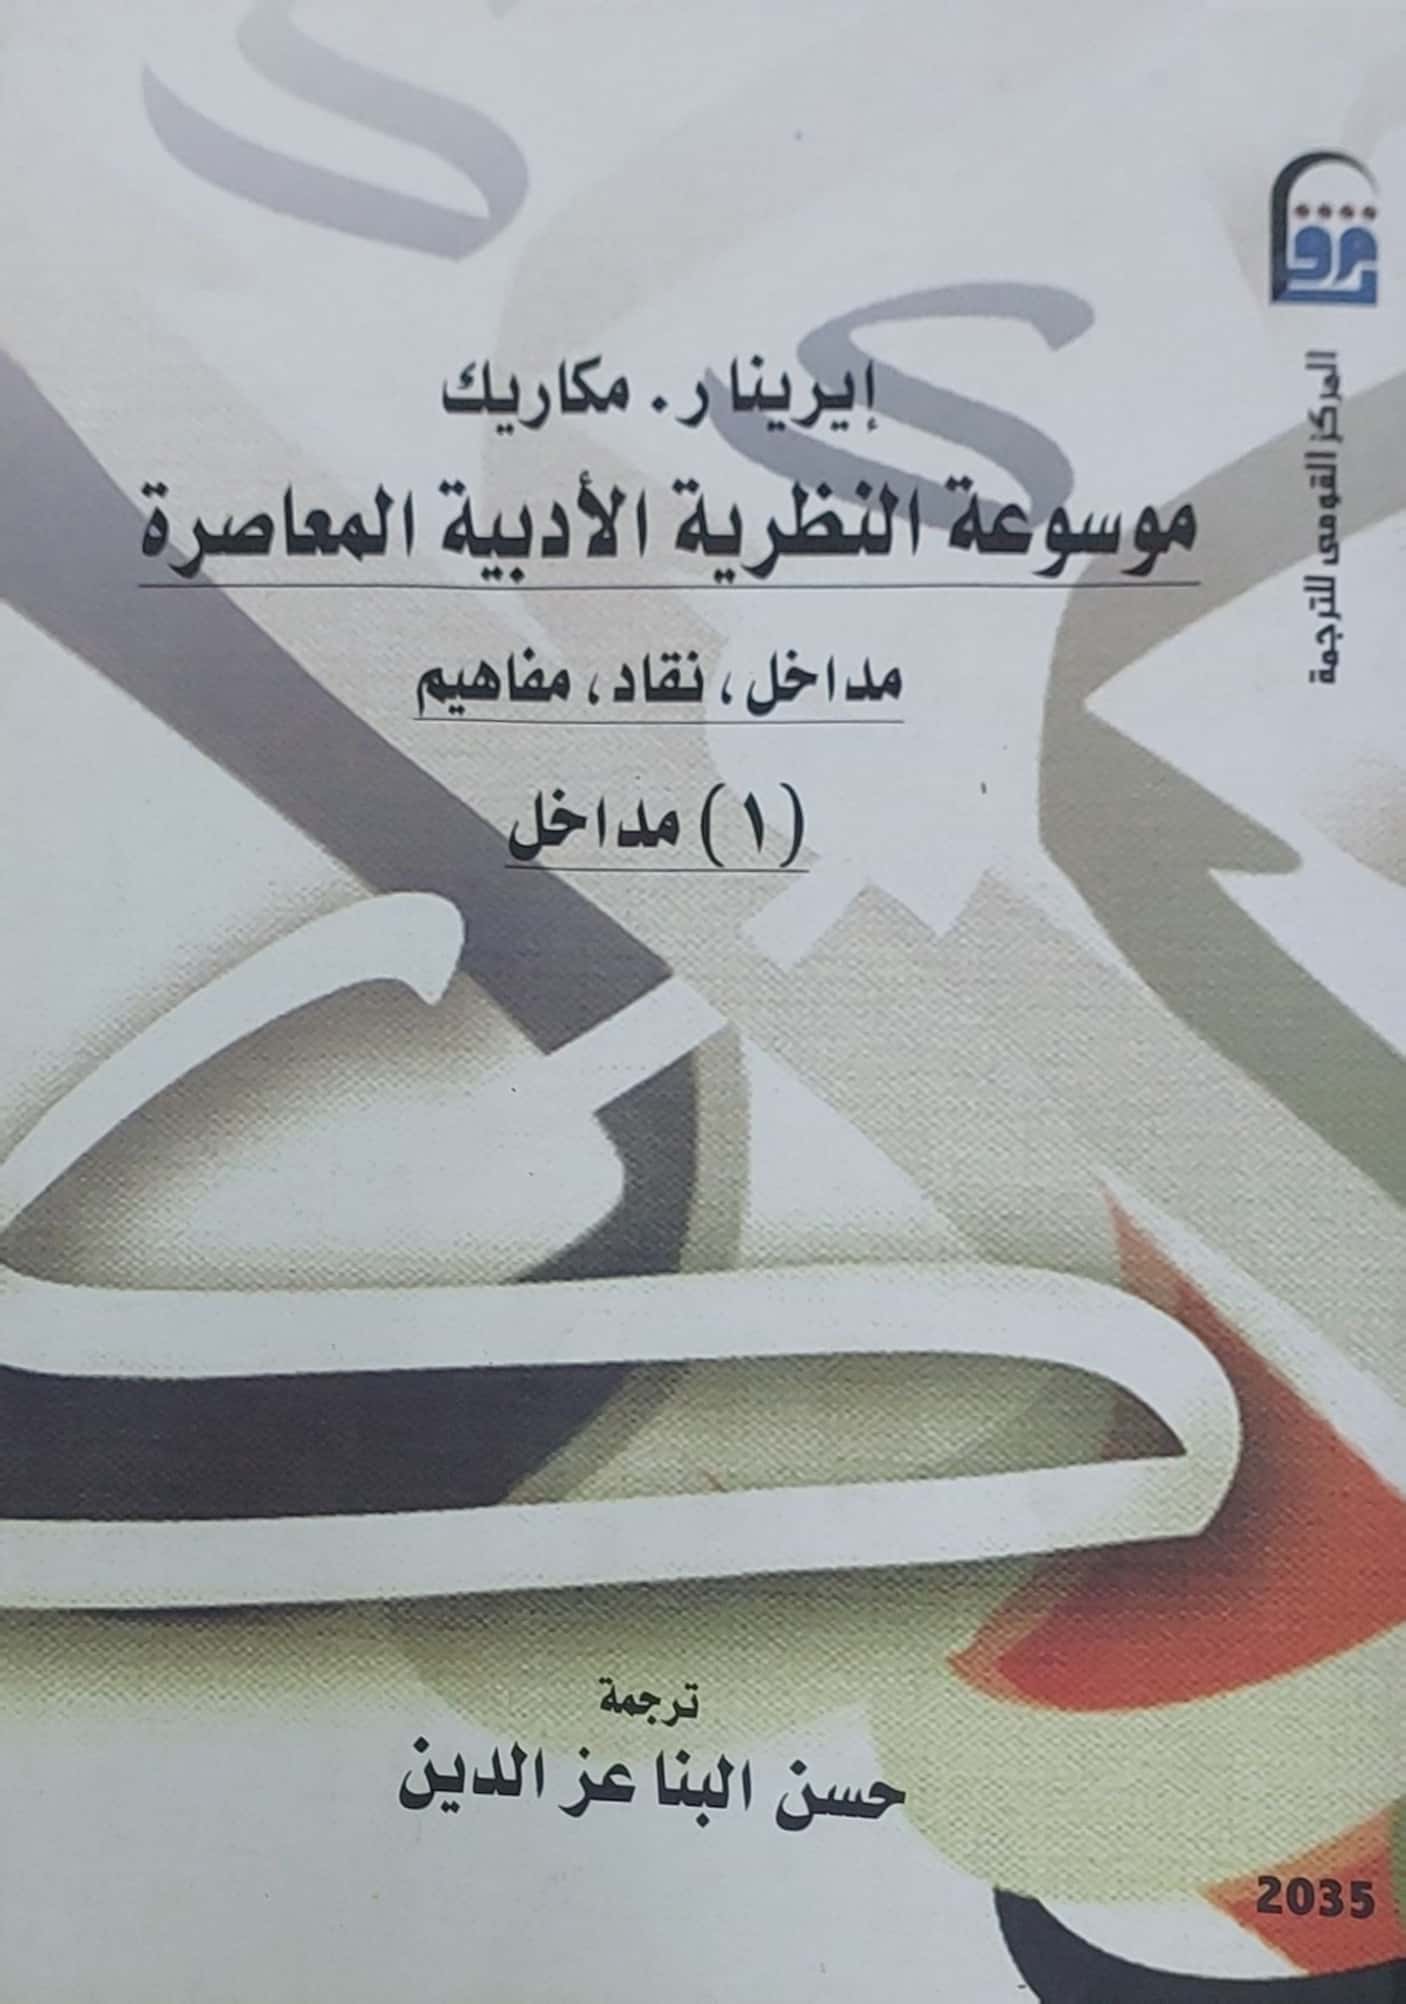 إيرينا ر. مكاريك
موسوعة النظرية الأدبية المعاصرة
مداخل، نقاد، مفاهيم
(١) مداخل
المركز القومى للترجمة
ترجمة
حسن البنا عز الدين
2035